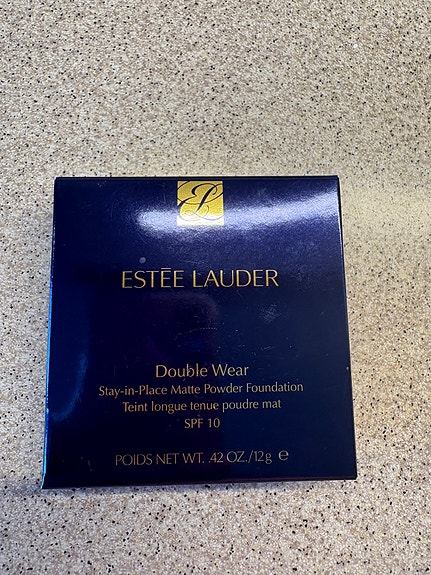 EL
ESTĒE LAUDER
Double Wear
Stay-in-Place Matte Powder Foundation
Teint longue tenue poudre mat
SPF 10
POIDS NET WT. .42 OZ./12g ℮